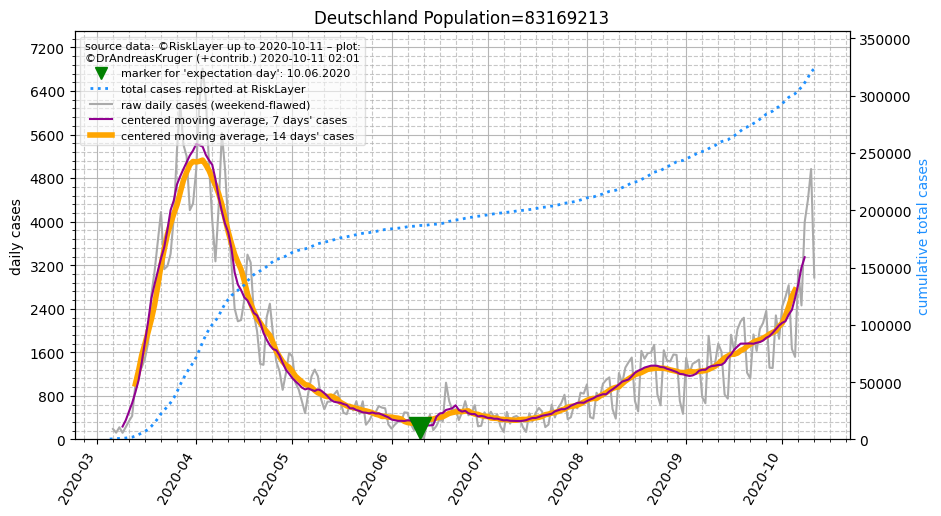 Deutschland Population=83169213
source data: ©RiskLayer up to 2020-10-11 – plot:
©DrAndreasKruger (+contrib.) 2020-10-11 02:01
marker for 'expectation day': 10.06.2020
total cases reported at RiskLayer
raw daily cases (weekend-flawed)
centered moving average, 7 days' cases
centered moving average, 14 days' cases
daily cases
7200
6400
5600
4800
4000
3200
2400
1600
800
0
cumulative total cases
350000
300000
250000
200000
150000
100000
50000
0
2020-03
2020-04
2020-05
2020-06
2020-07
2020-08
2020-09
2020-10